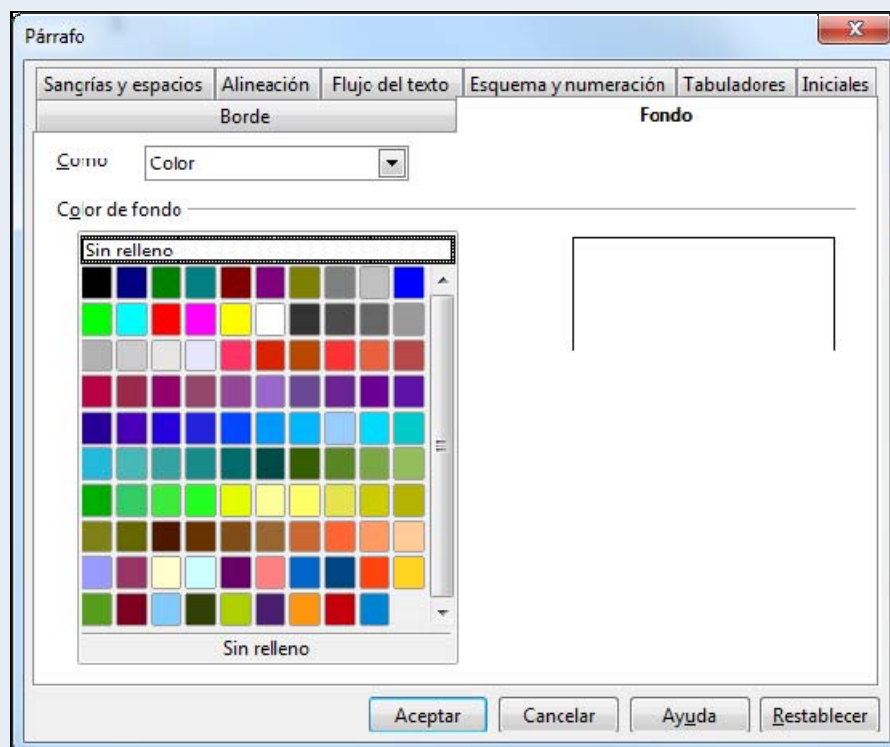 Párrafo
Sangrías y espacios Alineación Flujo del texto Esquema y numeración Tabuladores Iniciales
Borde Fondo
Como Color
Color de fondo
Sin relleno
Sin relleno
Aceptar Cancelar Ayuda Restablecer